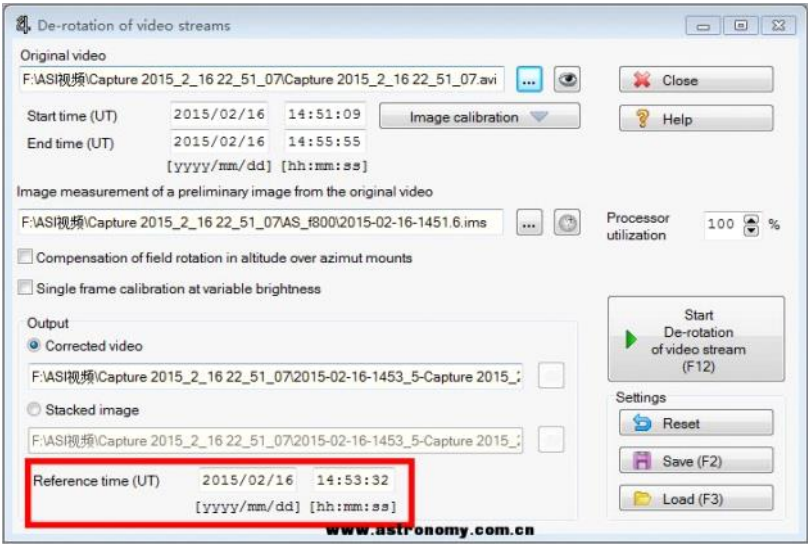 De-rotation of video streams
Original video
F:\ASI视频\Capture 2015_2_16 22_51_07\Capture 2015_2_16 22_51_07.avi
...
Close
Start time (UT) 2015/02/16 14:51:09 Image calibration
Help
End time (UT) 2015/02/16 14:55:55
[yyyy/mm/dd] [hh:mm:ss]
Image measurement of a preliminary image from the original video
F:\ASI视频\Capture 2015_2_16 22_51_07\AS_f800\2015-02-16-1451.6.ims
...
Processor
utilization
100 %
Compensation of field rotation in altitude over azimut mounts
Single frame calibration at variable brightness
Output
Corrected video
F:\ASI视频\Capture 2015_2_16 22_51_07\2015-02-16-1453_5-Capture 2015_2
Stacked image
F:\ASI视频\Capture 2015_2_16 22_51_07\2015-02-16-1453_5-Capture 2015_2
Reference time (UT) 2015/02/16 14:53:32
[yyyy/mm/dd] [hh:mm:ss]
Start
De-rotation
of video stream
(F12)
Settings
Reset
Save (F2)
Load (F3)
www.astronomy.com.cn